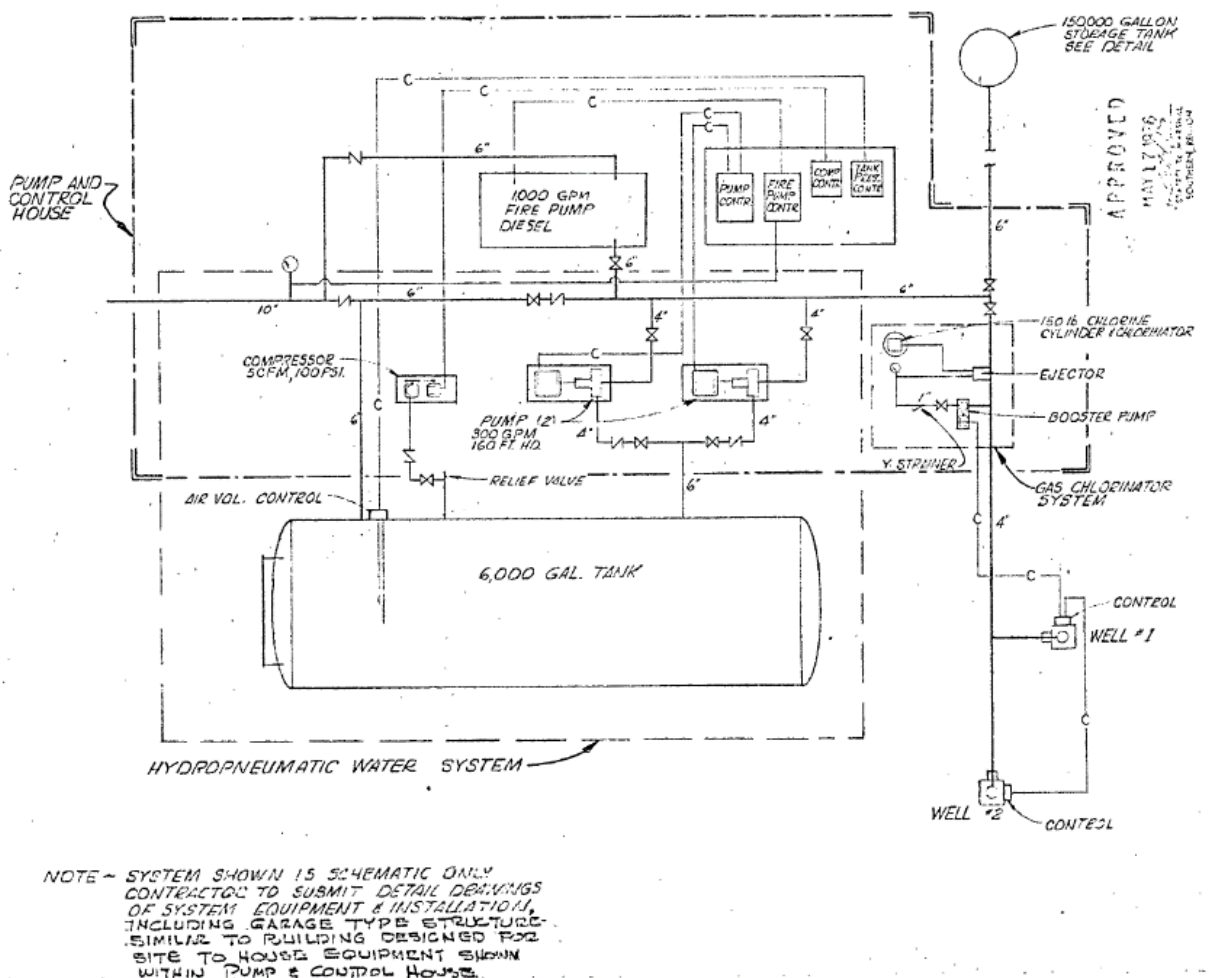 150,000 GALLON
STORAGE TANK
SEE DETAIL
APPROVED
MAY 27 1976
SOUTHERN REGION
PUMP AND
CONTROL
HOUSE
C
C
C
C
C
6"
1,000 GPM
FIRE PUMP
DIESEL
PUMP
CONTR.
FIRE
PUMP
CONTR.
COMP
CONTR.
TANK
PRES.
CONTR.
6"
6"
10"
6"
6"
4"
4"
150 lb CHLORINE
CYLINDER & CHLORINATOR
EJECTOR
1"
BOOSTER PUMP
Y-STRAINER
GAS CHLORINATOR
SYSTEM
COMPRESSOR
5 CFM, 100 PSI.
C
C
PUMP (2)
300 GPM
160 FT. HD.
4"
4"
6"
6"
RELIEF VALVE
AIR VOL. CONTROL
6,000 GAL. TANK
4"
C
C
CONTROL
WELL #1
C
WELL #2
CONTROL
HYDROPNEUMATIC WATER SYSTEM
NOTE ~ SYSTEM SHOWN IS SCHEMATIC ONLY
CONTRACTOR TO SUBMIT DETAIL DRAWINGS
OF SYSTEM EQUIPMENT & INSTALLATION,
INCLUDING GARAGE TYPE STRUCTURE
SIMILAR TO BUILDING DESIGNED FOR
SITE TO HOUSE EQUIPMENT SHOWN
WITHIN PUMP & CONTROL HOUSE.